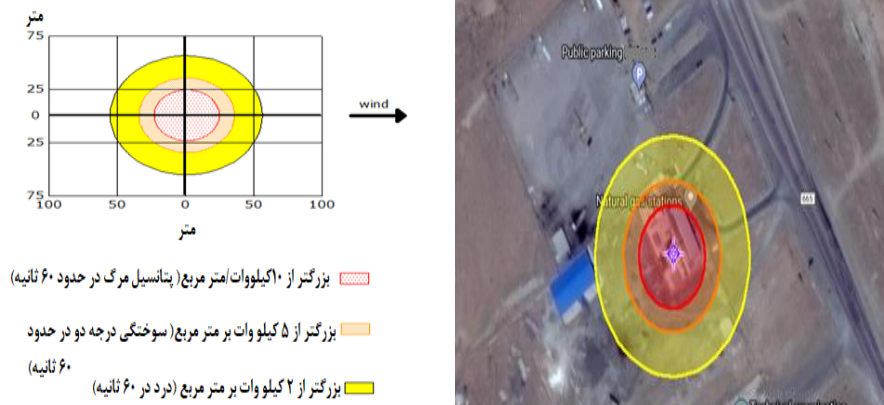 متر
75
25
0
25
75
100
50
0
50
100
متر
wind
بزرگتر از ۱۰کیلووات/متر مربع( پتانسیل مرگ در حدود ۶۰ ثانیه)
بزرگتر از ۵ کیلو وات بر متر مربع( سوختگی درجه دو در حدود
۶۰ ثانیه)
بزرگتر از ۲ کیلو وات بر متر مربع (درد در ۶۰ ثانیه)
Public parking
P
Natural gas stations
665